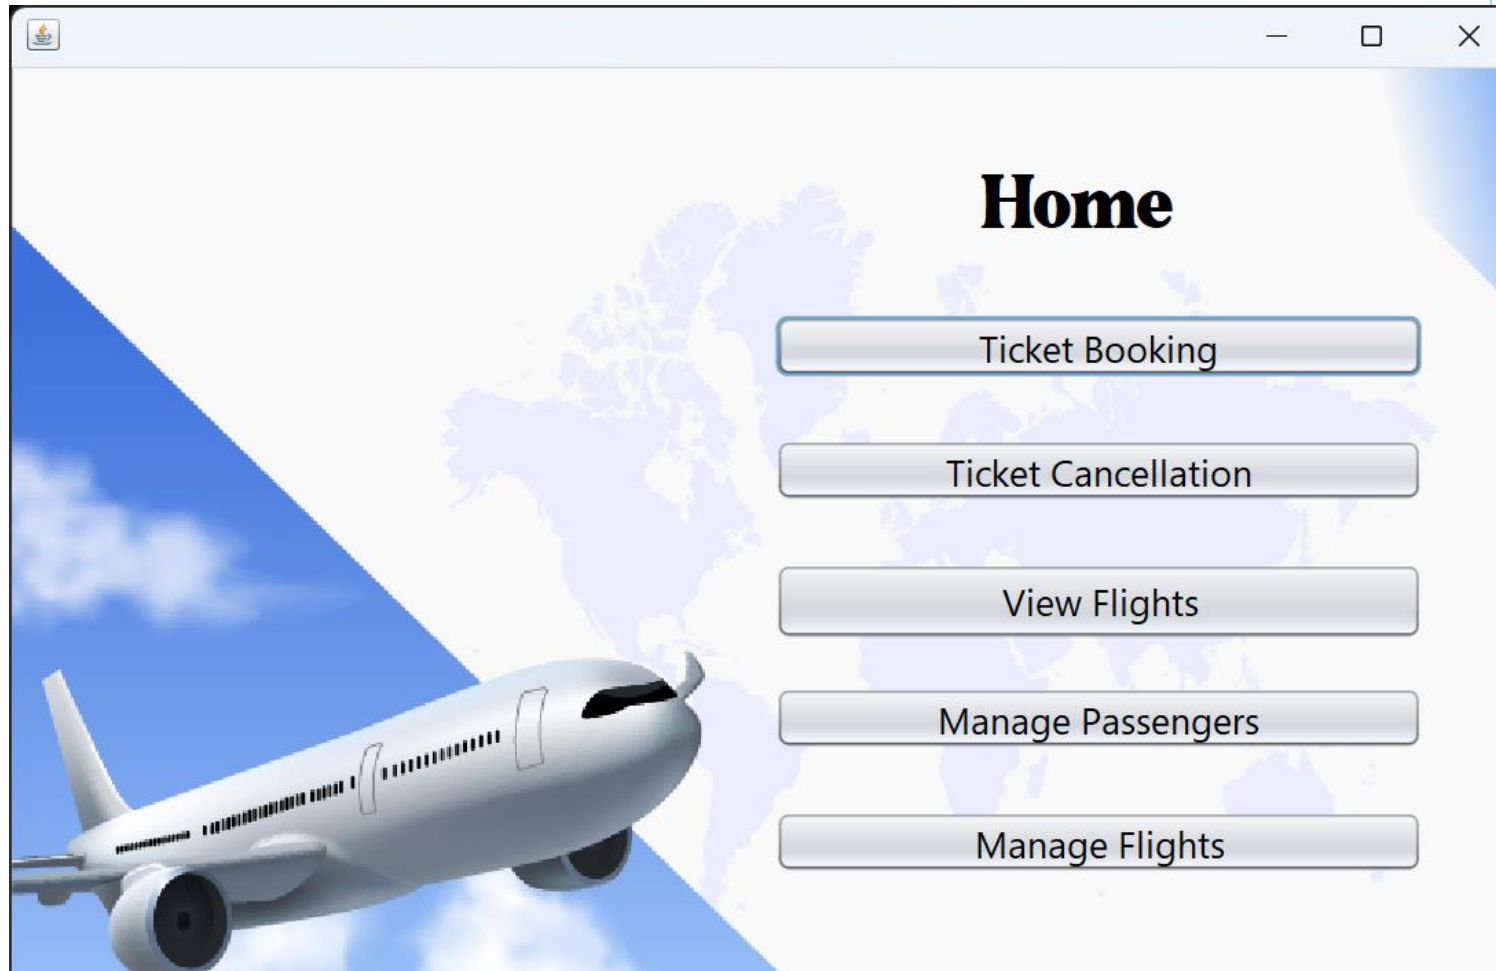 Home
Ticket Booking
Ticket Cancellation
View Flights
Manage Passengers
Manage Flights